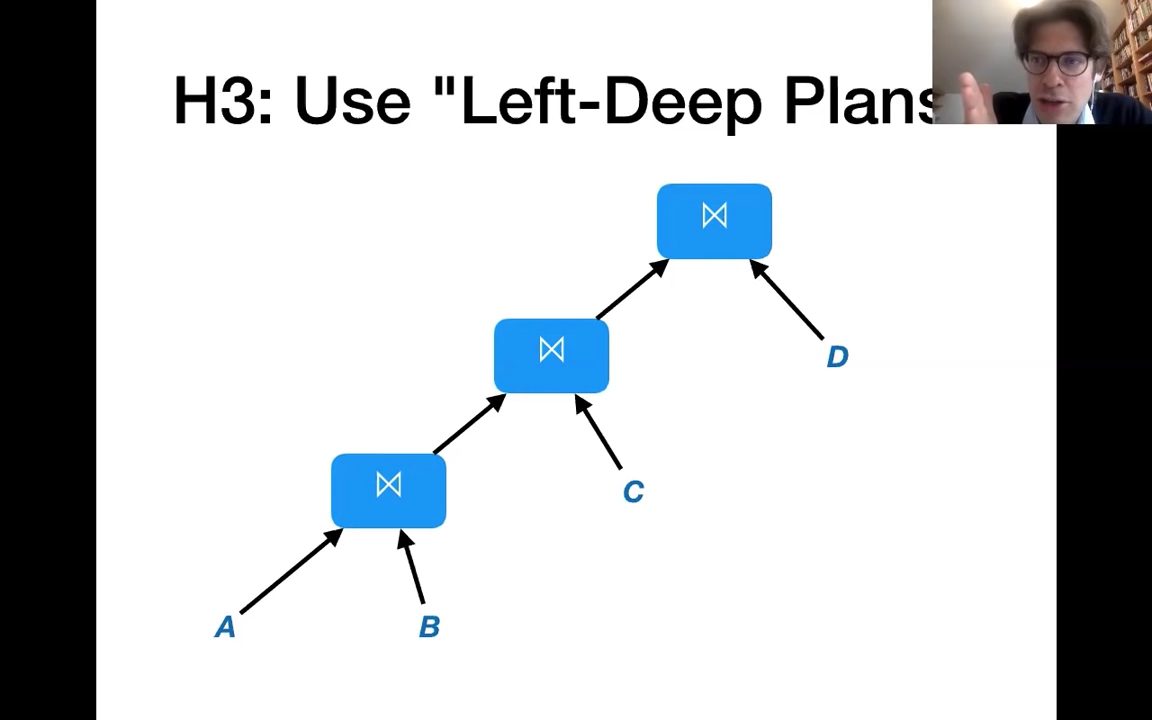 H3: Use "Left-Deep Plans
⋈
D
⋈
C
⋈
A
B